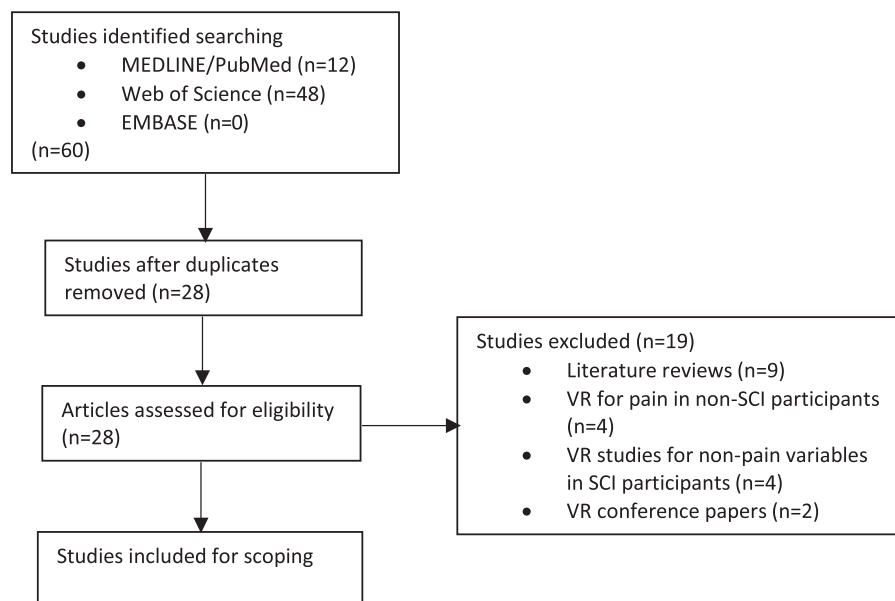 Studies identified searching
• MEDLINE/PubMed (n=12)
• Web of Science (n=48)
• EMBASE (n=0)
(n=60)
Studies after duplicates
removed (n=28)
Articles assessed for eligibility
(n=28)
Studies excluded (n=19)
• Literature reviews (n=9)
• VR for pain in non-SCI participants
(n=4)
• VR studies for non-pain variables
in SCI participants (n=4)
• VR conference papers (n=2)
Studies included for scoping